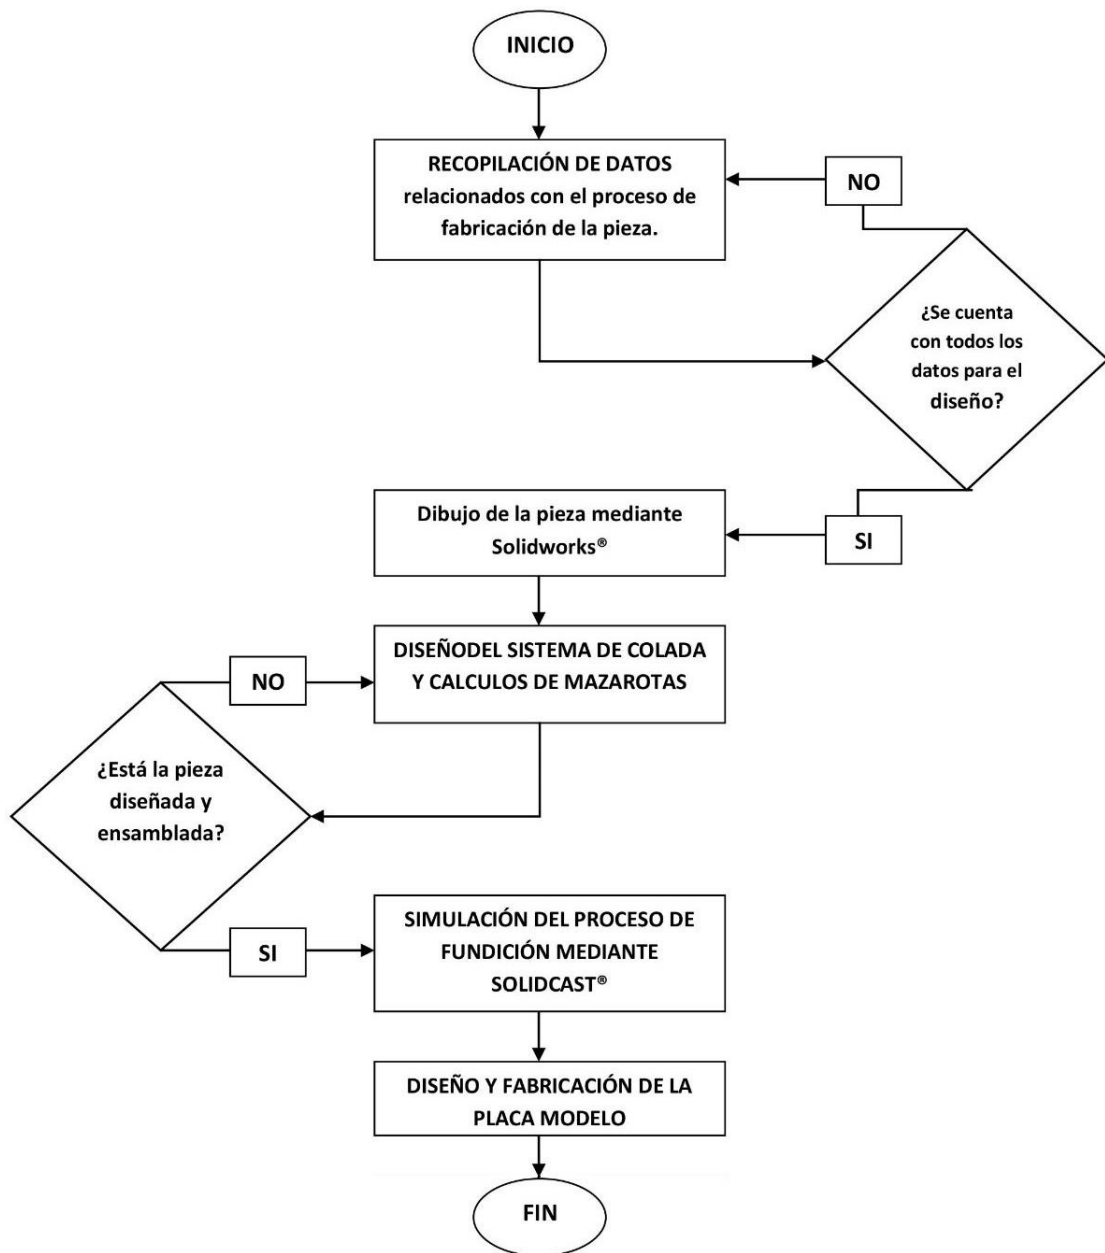 INICIO
RECOPILACIÓN DE DATOS
relacionados con el proceso de
fabricación de la pieza.
NO
¿Se cuenta
con todos los
datos para el
diseño?
SI
Dibujo de la pieza mediante
Solidworks®
DISEÑODEL SISTEMA DE COLADA
Y CALCULOS DE MAZAROTAS
NO
¿Está la pieza
diseñada y
ensamblada?
SI
SIMULACIÓN DEL PROCESO DE
FUNDICIÓN MEDIANTE
SOLIDCAST®
DISEÑO Y FABRICACIÓN DE LA
PLACA MODELO
FIN